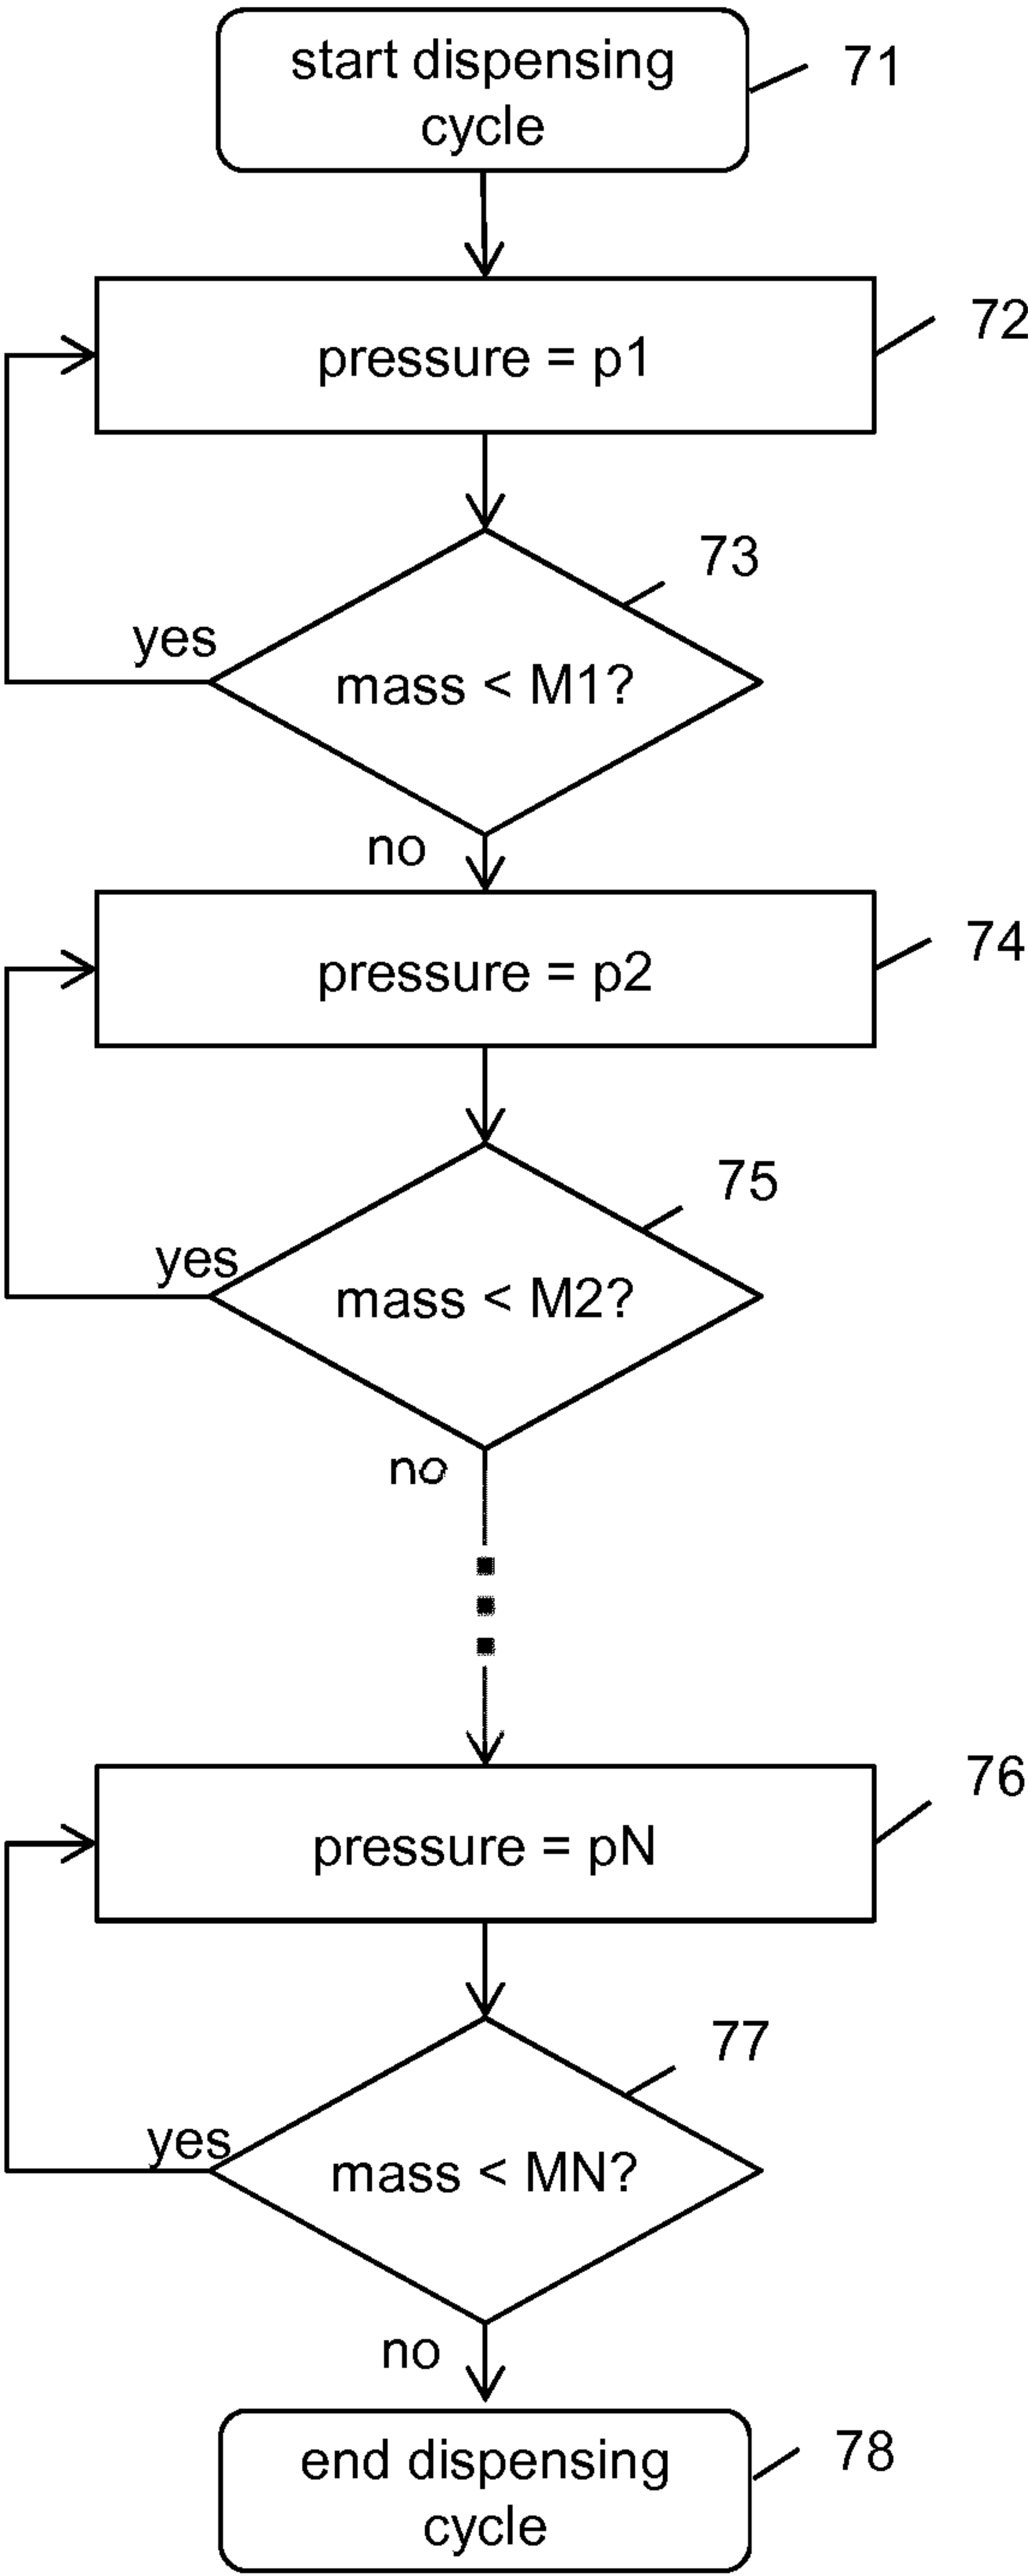 start dispensing
cycle
71
pressure = p1
72
73
yes
mass < M1?
no
pressure = p2
74
75
yes
mass < M2?
no
pressure = pN
76
77
yes
mass < MN?
no
end dispensing
cycle
78